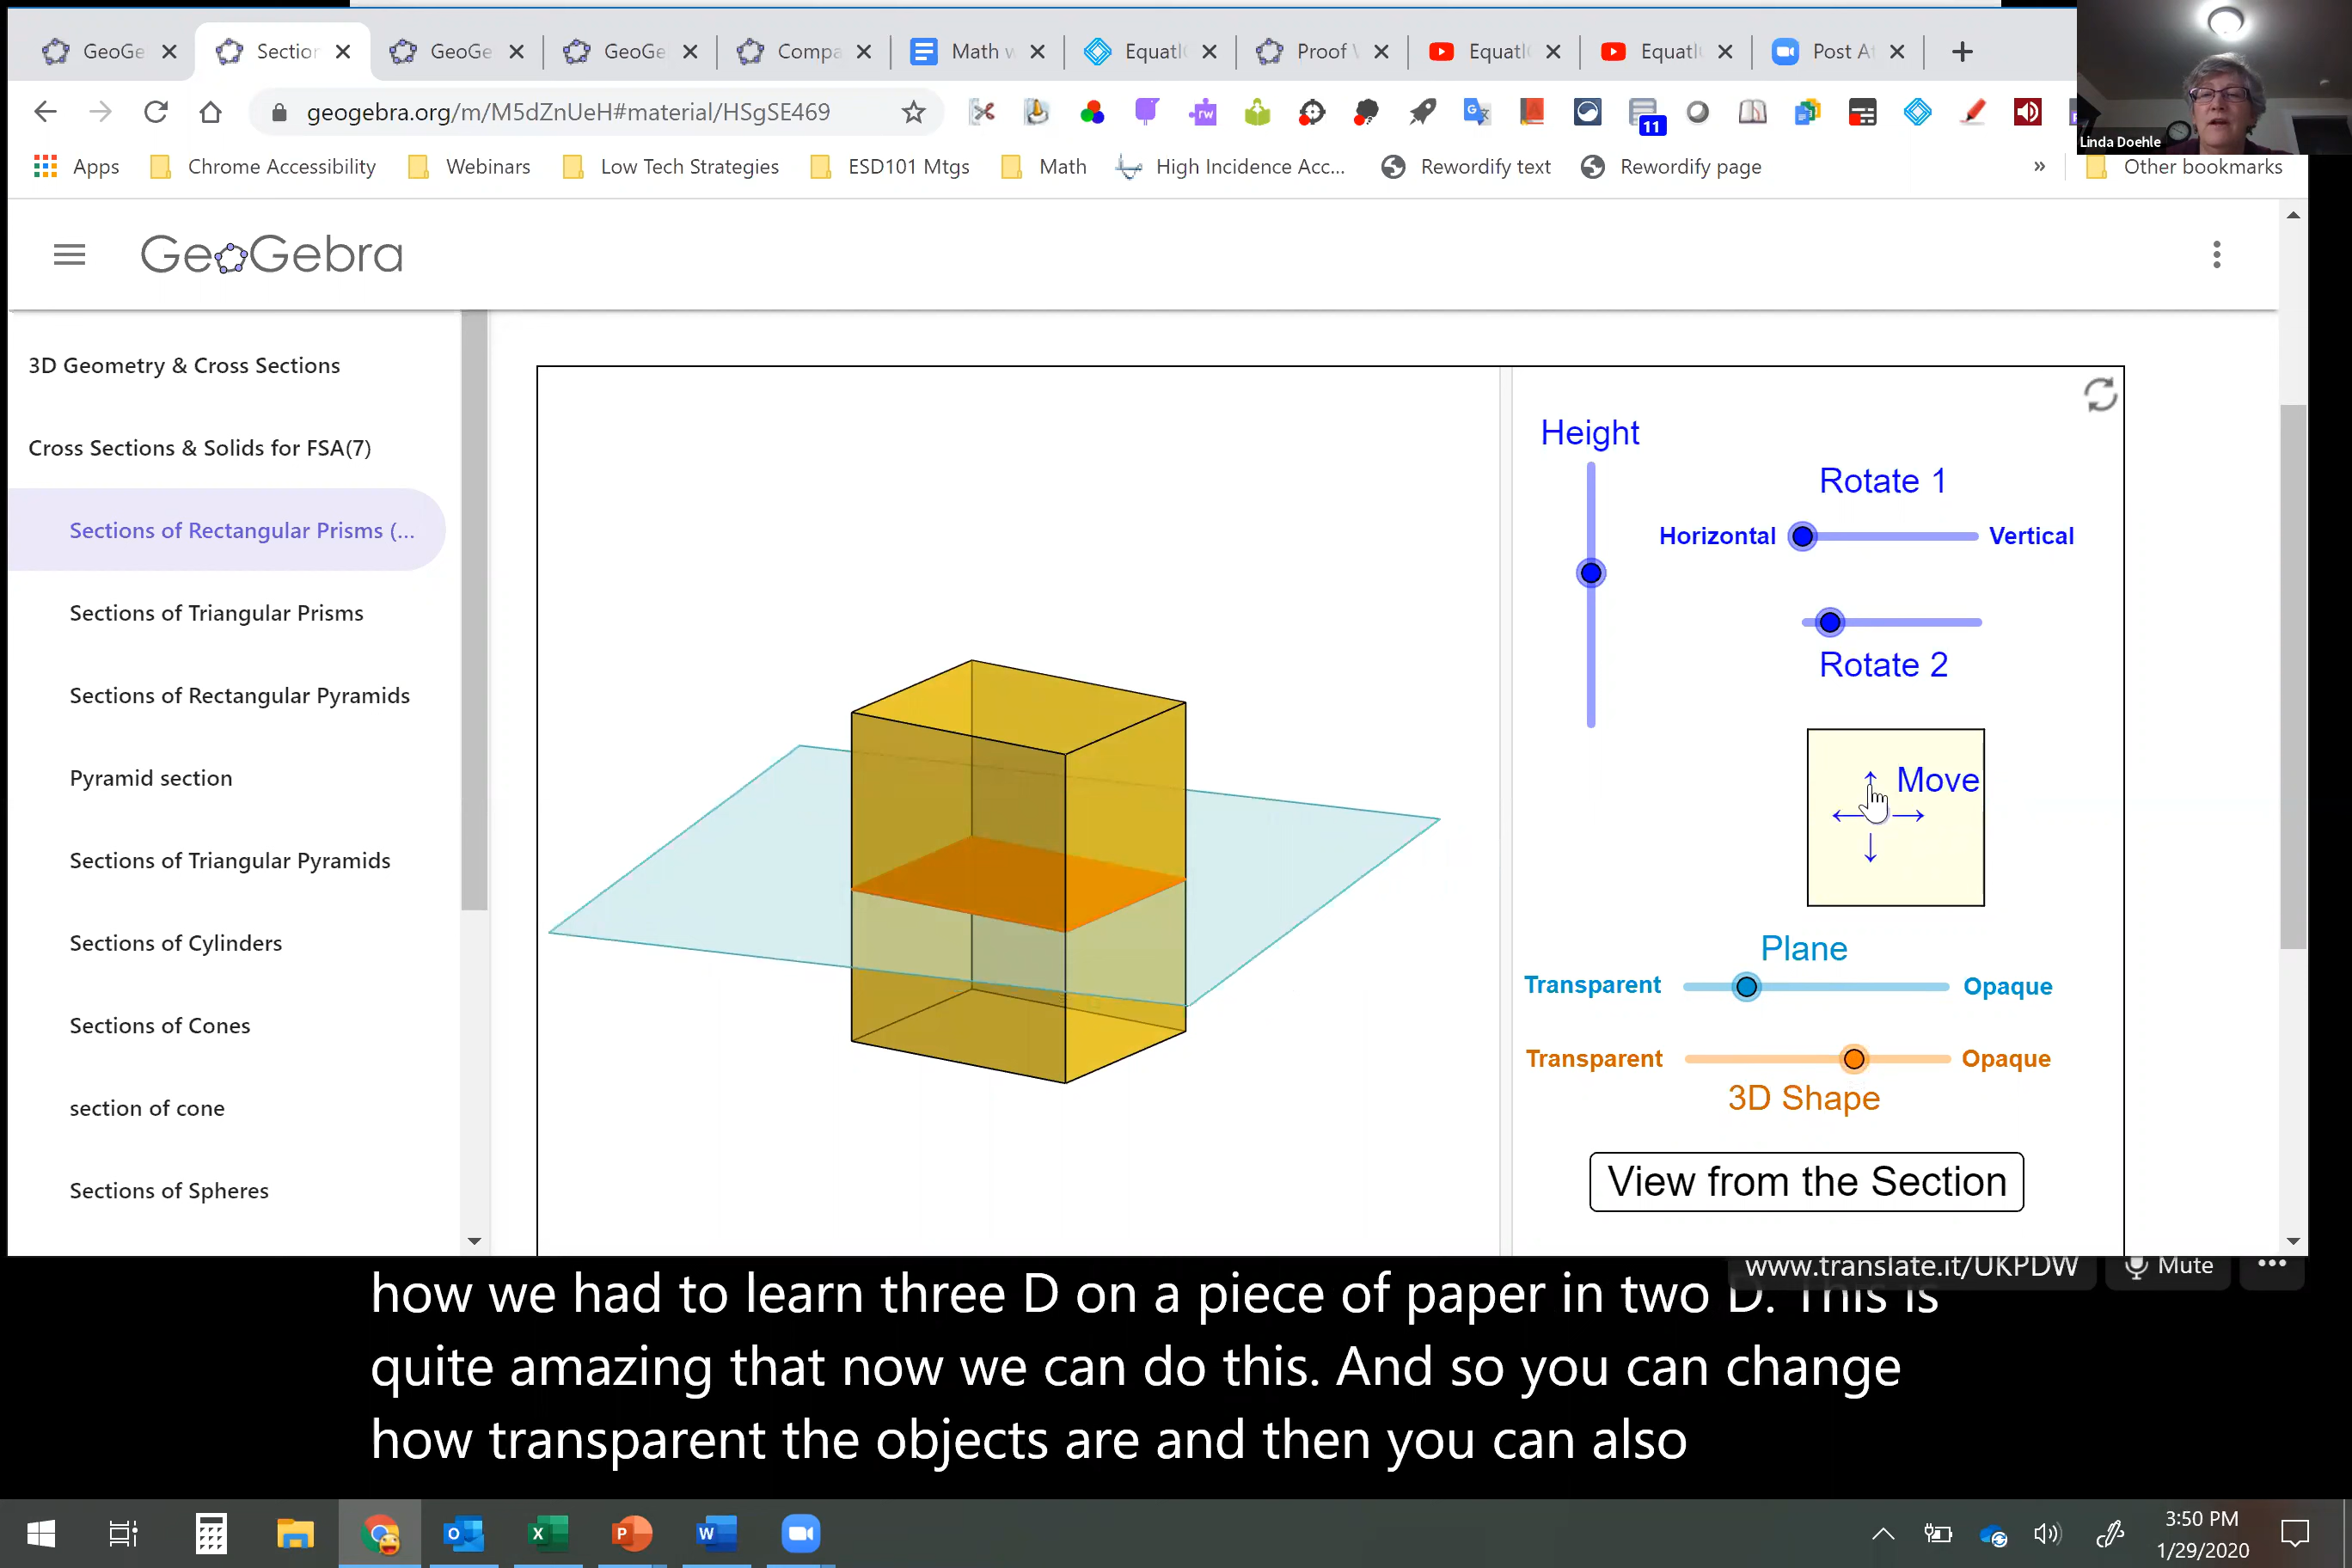 GeoGe
Section
GeoGe
GeoGe
Compa
Math w
EquatI
Proof V
EquatI
EquatI
Post At
geogebra.org/m/M5dZnUeH#material/HSgSE469
rw
11
Linda Doehle
Apps
Chrome Accessibility
Webinars
Low Tech Strategies
ESD101 Mtgs
Math
High Incidence Acc...
Rewordify text
Rewordify page
»
Other bookmarks
GeoGebra
3D Geometry & Cross Sections
Cross Sections & Solids for FSA(7)
Sections of Rectangular Prisms (...
Sections of Triangular Prisms
Sections of Rectangular Pyramids
Pyramid section
Sections of Triangular Pyramids
Sections of Cylinders
Sections of Cones
section of cone
Sections of Spheres
Height
Rotate 1
Horizontal
Vertical
Rotate 2
Move
Plane
Transparent
Opaque
Transparent
Opaque
3D Shape
View from the Section
www.translate.it/UKPDW
Mute
how we had to learn three D on a piece of paper in two D. This is
quite amazing that now we can do this. And so you can change
how transparent the objects are and then you can also
3:50 PM
1/29/2020